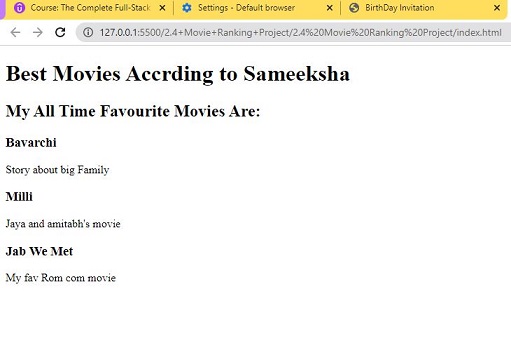 Course: The Complete Full-Stack
Settings - Default browser
BirthDay Invitation
127.0.0.1:5500/2.4+Movie+Ranking+Project/2.4%20Movie%20Ranking%20Project/index.html
Best Movies Accrding to Sameeksha
My All Time Favourite Movies Are:
Bavarchi
Story about big Family
Milli
Jaya and amitabh's movie
Jab We Met
My fav Rom com movie